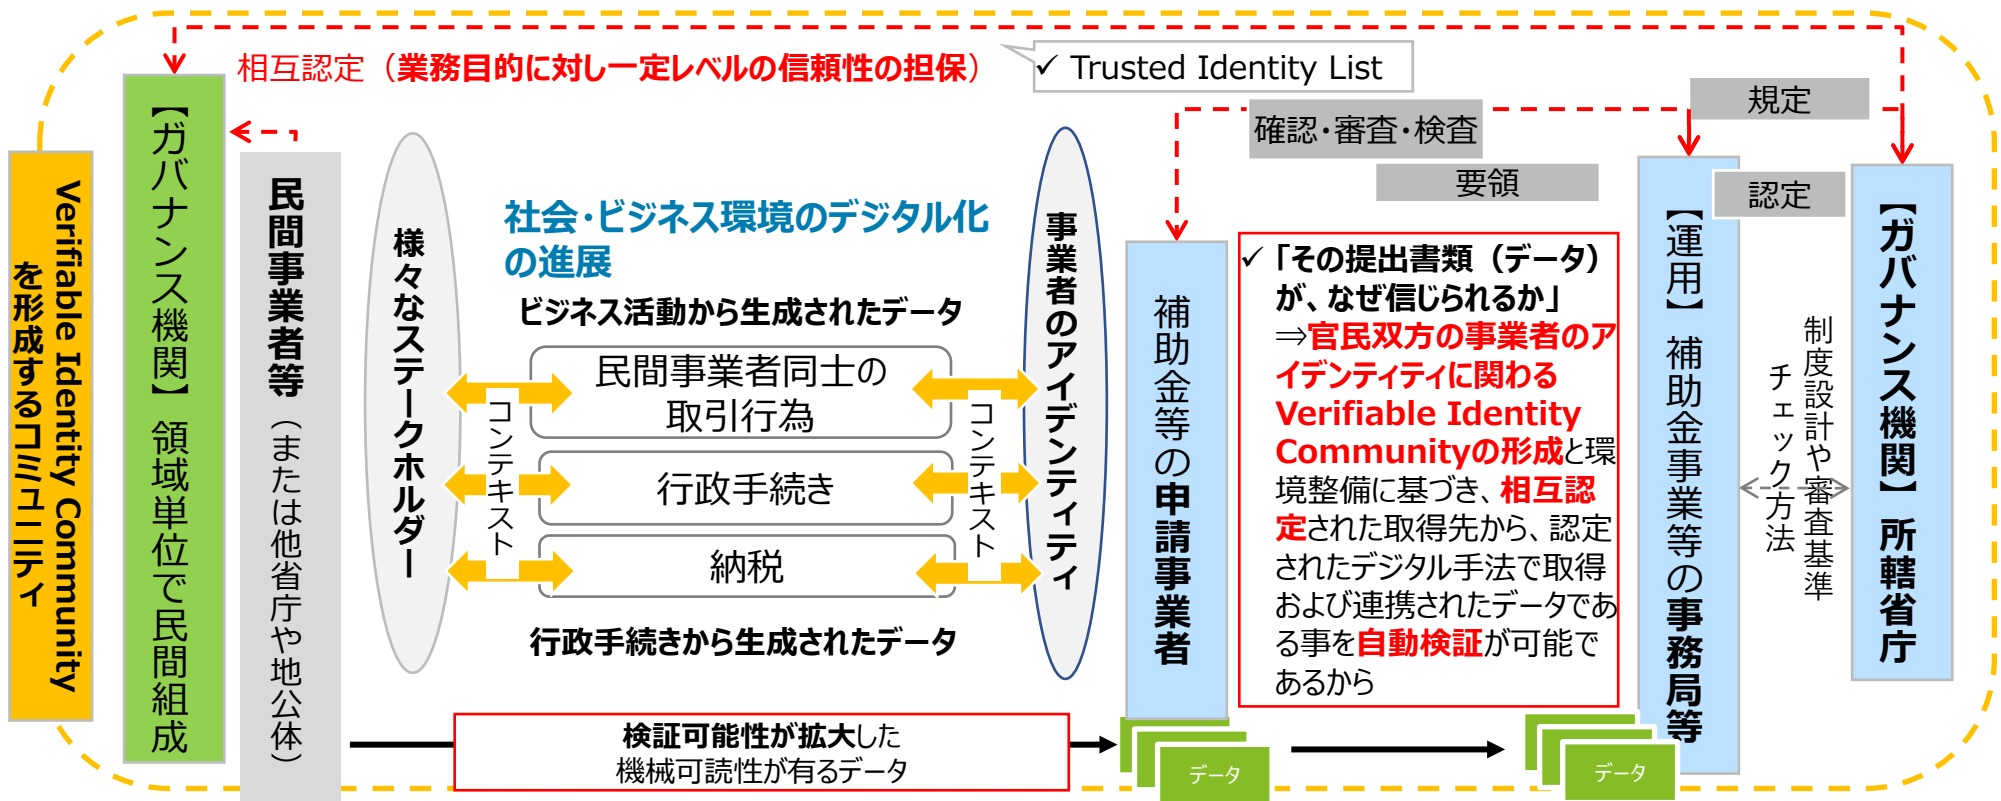 相互認定（業務目的に対し一定レベルの信頼性の担保）
✓ Trusted Identity List
規定
確認・審査・検査
要領
認定
Verifiable Identity Community
を形成するコミュニティ
【ガバナンス機関】領域単位で民間組成
民間事業者等（または他省庁や地公体）
様々なステークホルダー
社会・ビジネス環境のデジタル化
の進展
ビジネス活動から生成されたデータ
民間事業者同士の
取引行為
行政手続き
納税
コンテキスト
コンテキスト
行政手続きから生成されたデータ
事業者のアイデンティティ
補助金等の申請事業者
✓「その提出書類（データ）
が、なぜ信じられるか」
⇒官民双方の事業者のア
イデンティティに関わる
Verifiable Identity
Communityの形成と環
境整備に基づき、相互認
定された取得先から、認定
されたデジタル手法で取得
および連携されたデータであ
る事を自動検証が可能で
あるから
【運用】補助金事業等の事務局等
制度設計や審査基準
チェック方法
【ガバナンス機関】所轄省庁
検証可能性が拡大した
機械可読性が有るデータ
データ
データ